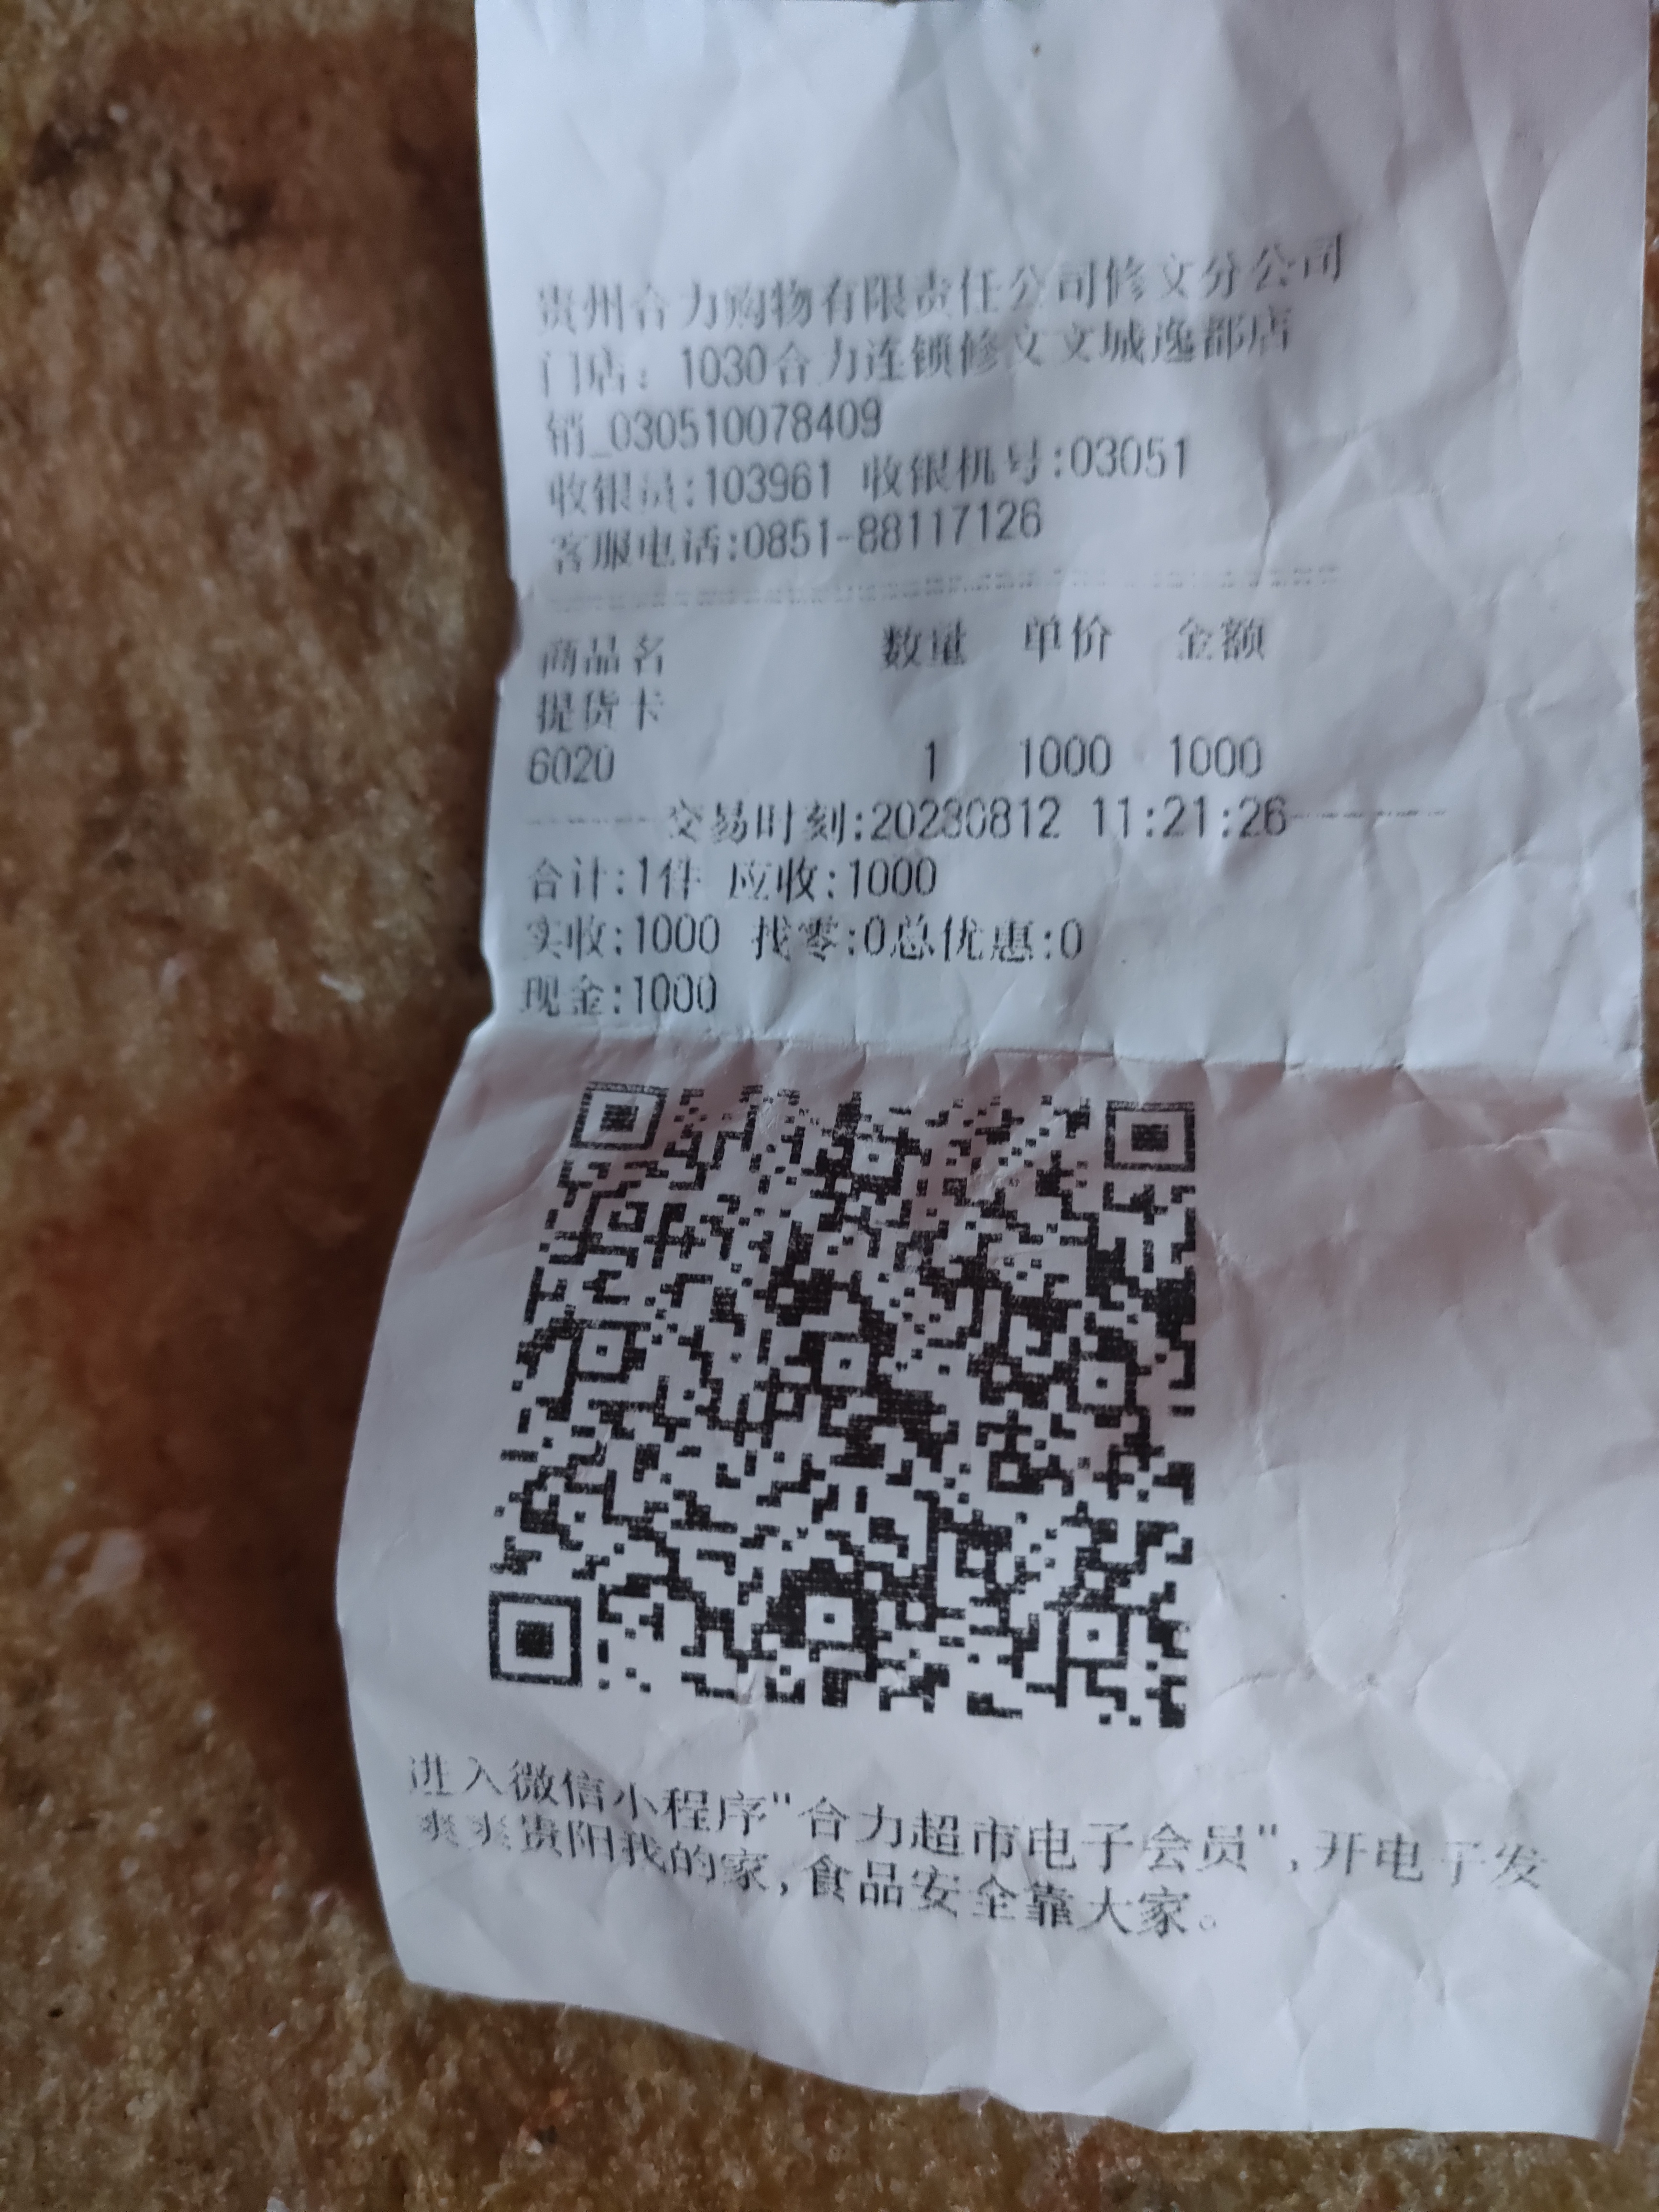 贵州合力购物有限责任公司修文分公司
门店：1030合力连锁修文文城逸都店
销_030510078409
收银员:103961 收银机号:03051
客服电话:0851-88117126
商品名 数量 单价 金额
提货卡
6020 1 1000 1000
交易时刻:20230812 11:21:26
合计:1件 应收:1000
实收:1000 找零:0总优惠:0
现金:1000
进入微信小程序"合力超市电子会员",开电子发
爽爽贵阳我的家,食品安全靠大家。